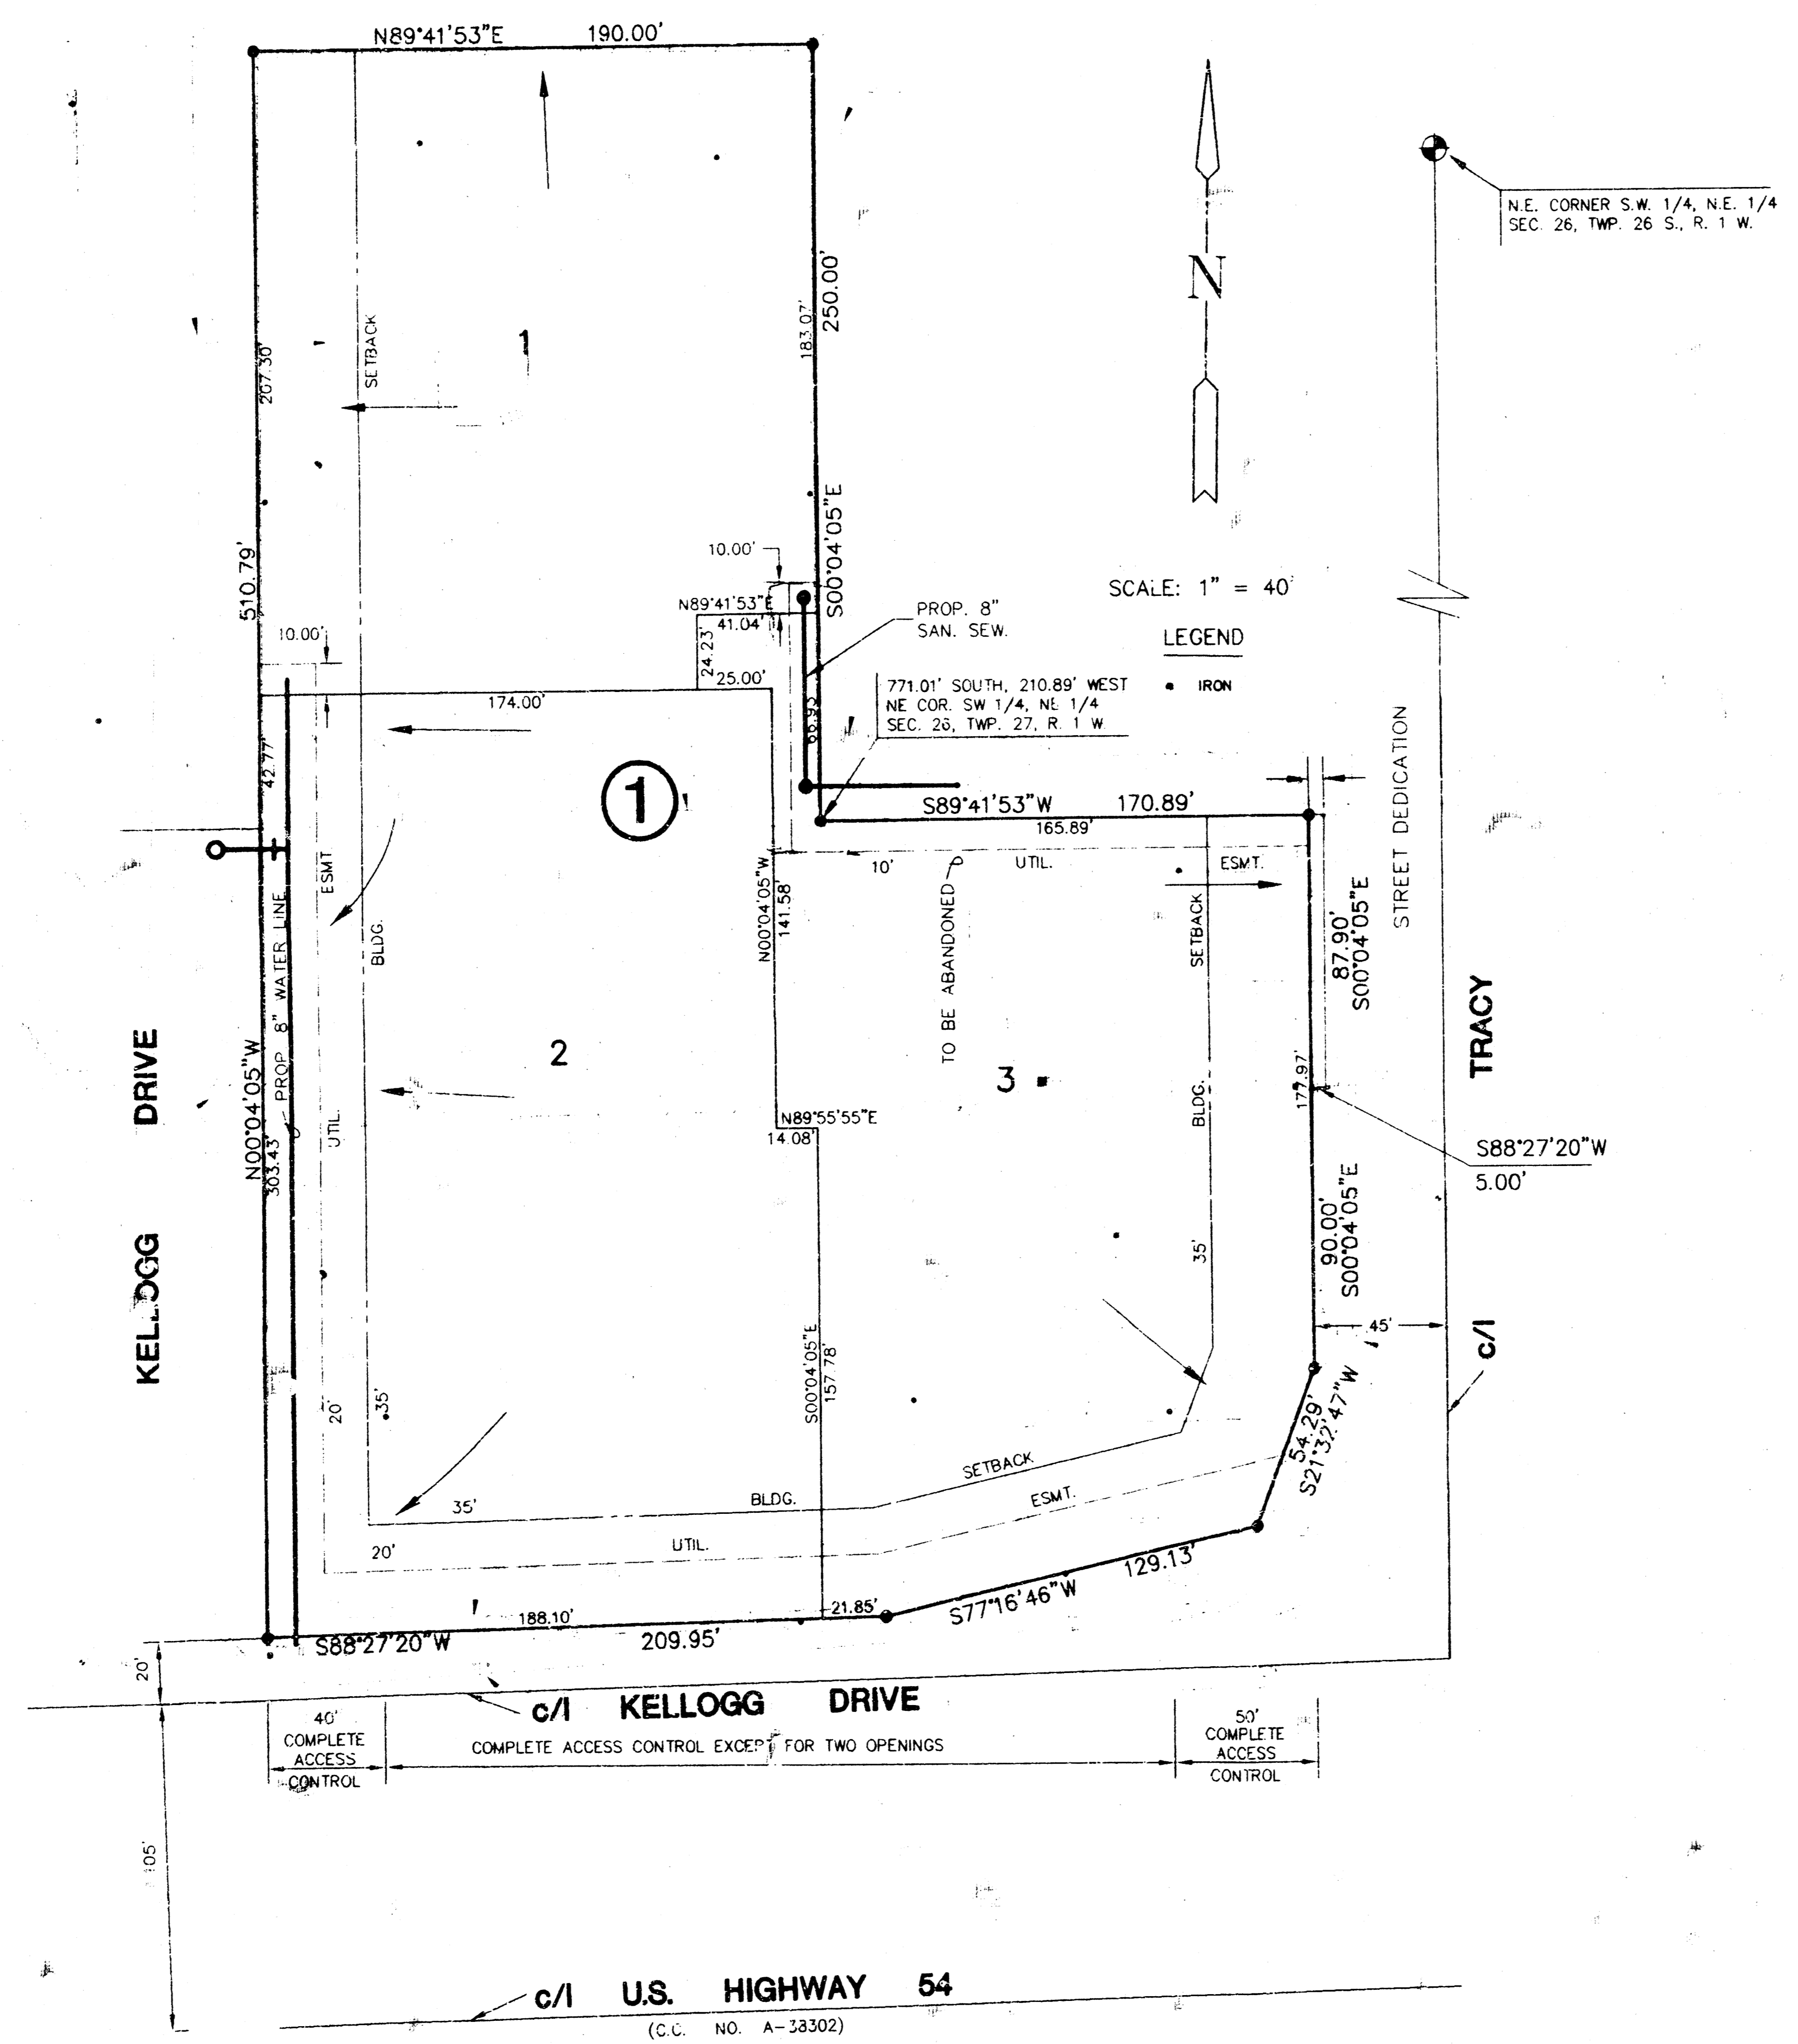 N89°41'53"E 190.00'
N.E. CORNER S.W. 1/4, N.E. 1/4
SEC. 26, TWP. 26 S., R. 1 W.
N
SETBACK
1
207.30'
183.07'
250.00'
S00°04'05"E
510.79'
10.00'
N89°41'53"E
41.04'
24.23'
25.00'
10.00'
174.00'
PROP. 8"
SAN. SEW.
SCALE: 1" = 40'
LEGEND
IRON
771.01' SOUTH, 210.89' WEST
NE COR. SW 1/4, NE 1/4
SEC. 26, TWP. 27, R. 1 W.
66.93'
42.77'
1
S89°41'53"W 170.89'
165.89'
10' UTIL. ESMT.
STREET DEDICATION
ESMT
BLDG.
N00°04'05"W
141.58'
TO BE ABANDONED
SETBACK
87.90'
S00°04'05"E
TRACY
KELLOGG DRIVE
N00°04'05"W
303.43'
PROP 8" WATER LINE
UTIL.
2
3
N89°55'55"E
14.08'
BLDG.
177.97'
S88°27'20"W
5.00'
35'
90.00'
S00°04'05"E
45'
c/l
S00°04'05"E
157.78'
20'
35'
54.29'
S21°32'47"W
SETBACK
BLDG.
35'
ESMT.
UTIL.
20'
129.13'
S77°16'46"W
188.10'
21.85'
S88°27'20"W 209.95'
20'
c/l KELLOGG DRIVE
40'
COMPLETE
ACCESS
CONTROL
COMPLETE ACCESS CONTROL EXCEPT FOR TWO OPENINGS
50'
COMPLETE
ACCESS
CONTROL
105'
c/l U.S. HIGHWAY 54
(C.C. NO. A-38302)